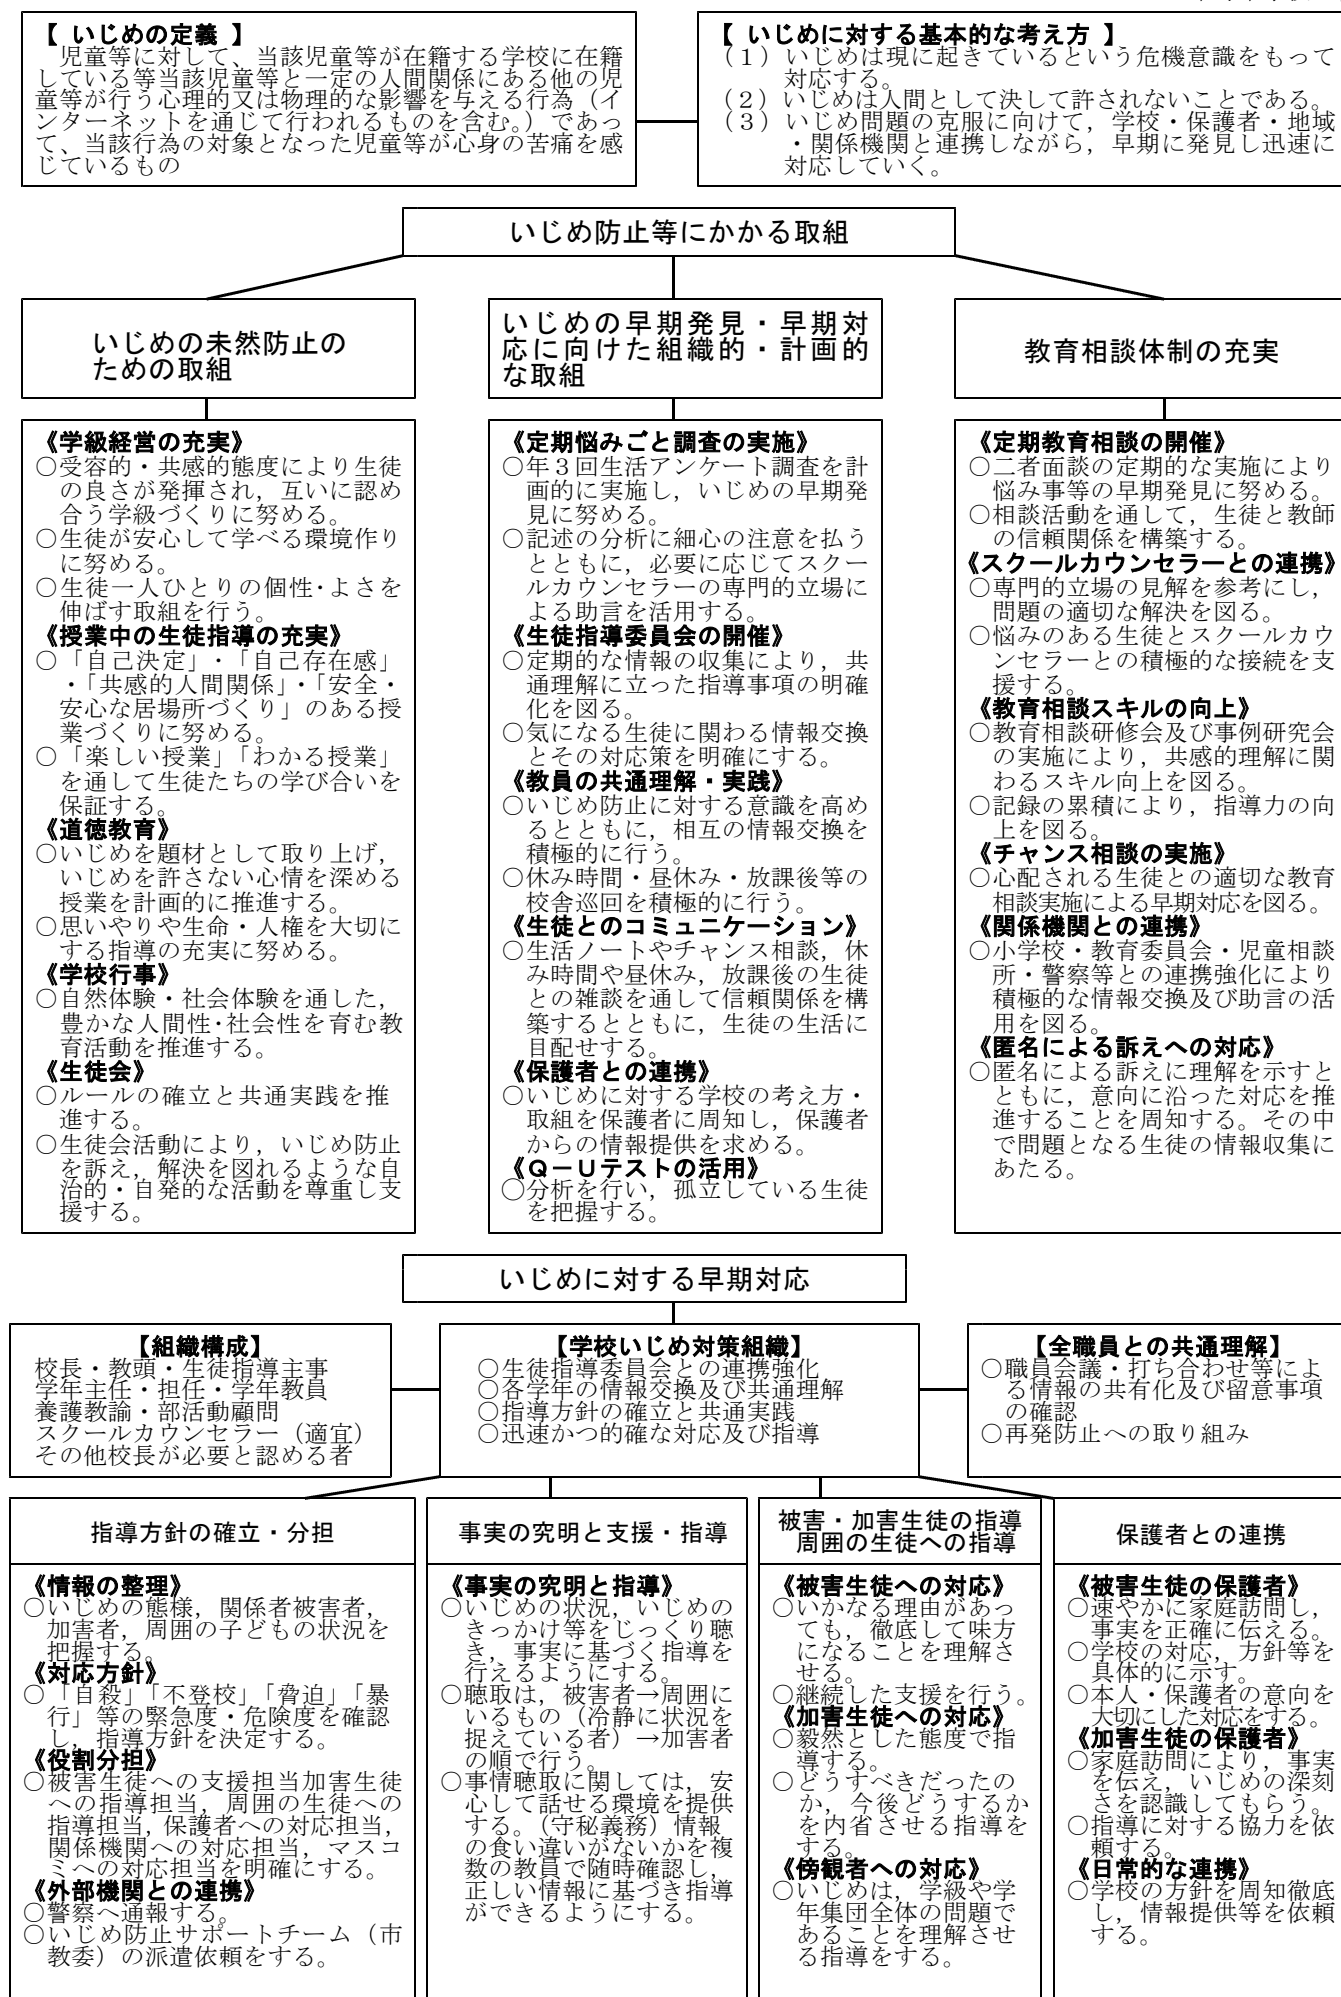 【 いじめの定義 】
児童等に対して、当該児童等が在籍する学校に在籍
している等当該児童等と一定の人間関係にある他の児
童等が行う心理的又は物理的な影響を与える行為（イ
ンターネットを通じて行われるものを含む。）であっ
て、当該行為の対象となった児童等が心身の苦痛を感
じているもの
【 いじめに対する基本的な考え方 】
（１）いじめは現に起きているという危機意識をもって
対応する。
（２）いじめは人間として決して許されないことである。
（３）いじめ問題の克服に向けて，学校・保護者・地域
・関係機関と連携しながら，早期に発見し迅速に
対応していく。
いじめ防止等にかかる取組
いじめの未然防止の
ための取組
いじめの早期発見・早期対
応に向けた組織的・計画的
な取組
教育相談体制の充実
《学級経営の充実》
○受容的・共感的態度により生徒
の良さが発揮され，互いに認め
合う学級づくりに努める。
○生徒が安心して学べる環境作り
に努める。
○生徒一人ひとりの個性・よさを
伸ばす取組を行う。
《授業中の生徒指導の充実》
○「自己決定」・「自己存在感」
・「共感的人間関係」・「安全・
安心な居場所づくり」のある授
業づくりに努める。
○「楽しい授業」「わかる授業」
を通して生徒たちの学び合いを
保証する。
《道徳教育》
○いじめを題材として取り上げ，
いじめを許さない心情を深める
授業を計画的に推進する。
○思いやりや生命・人権を大切に
する指導の充実に努める。
《学校行事》
○自然体験・社会体験を通した，
豊かな人間性・社会性を育む教
育活動を推進する。
《生徒会》
○ルールの確立と共通実践を推
進する。
○生徒会活動により，いじめ防止
を訴え，解決を図れるような自
治的・自発的な活動を尊重し支
援する。
《定期悩みごと調査の実施》
○年３回生活アンケート調査を計
画的に実施し，いじめの早期発
見に努める。
○記述の分析に細心の注意を払う
とともに，必要に応じてスクー
ルカウンセラーの専門的立場に
よる助言を活用する。
《生徒指導委員会の開催》
○定期的な情報の収集により，共
通理解に立った指導事項の明確
化を図る。
○気になる生徒に関わる情報交換
とその対応策を明確にする。
《教員の共通理解・実践》
○いじめ防止に対する意識を高め
るとともに，相互の情報交換を
積極的に行う。
○休み時間・昼休み・放課後等の
校舎巡回を積極的に行う。
《生徒とのコミュニケーション》
○生活ノートやチャンス相談，休
み時間や昼休み，放課後の生徒
との雑談を通して信頼関係を構
築するとともに，生徒の生活に
目配せする。
《保護者との連携》
○いじめに対する学校の考え方・
取組を保護者に周知し，保護者
からの情報提供を求める。
《Ｑ－Ｕテストの活用》
○分析を行い，孤立している生徒
を把握する。
《定期教育相談の開催》
○二者面談の定期的な実施により
悩み事等の早期発見に努める。
○相談活動を通して，生徒と教師
の信頼関係を構築する。
《スクールカウンセラーとの連携》
○専門的立場の見解を参考にし，
問題の適切な解決を図る。
○悩みのある生徒とスクールカウ
ンセラーとの積極的な接続を支
援する。
《教育相談スキルの向上》
○教育相談研修会及び事例研究会
の実施により，共感的理解に関
わるスキル向上を図る。
○記録の累積により，指導力の向
上を図る。
《チャンス相談の実施》
○心配される生徒との適切な教育
相談実施による早期対応を図る。
《関係機関との連携》
○小学校・教育委員会・児童相談
所・警察等との連携強化により
積極的な情報交換及び助言の活
用を図る。
《匿名による訴えへの対応》
○匿名による訴えに理解を示すと
ともに，意向に沿った対応を推
進することを周知する。その中
で問題となる生徒の情報収集に
あたる。
いじめに対する早期対応
【組織構成】
校長・教頭・生徒指導主事
学年主任・担任・学年教員
養護教諭・部活動顧問
スクールカウンセラー（適宜）
その他校長が必要と認める者
【学校いじめ対策組織】
○生徒指導委員会との連携強化
○各学年の情報交換及び共通理解
○指導方針の確立と共通実践
○迅速かつ的確な対応及び指導
【全職員との共通理解】
○職員会議・打ち合わせ等によ
る情報の共有化及び留意事項
の確認
○再発防止への取り組み
指導方針の確立・分担
《情報の整理》
○いじめの態様，関係者被害者，
加害者，周囲の子どもの状況を
把握する。
《対応方針》
○「自殺」「不登校」「脅迫」「暴
行」等の緊急度・危険度を確認
し，指導方針を決定する。
《役割分担》
○被害生徒への支援担当加害生徒
への指導担当，周囲の生徒への
指導担当，保護者への対応担当，
関係機関への対応担当，マスコ
ミへの対応担当を明確にする。
《外部機関との連携》
○警察へ通報する。
○いじめ防止サポートチーム（市
教委）の派遣依頼をする。
事実の究明と支援・指導
《事実の究明と指導》
○いじめの状況，いじめの
きっかけ等をじっくり聴
き，事実に基づく指導を
行えるようにする。
○聴取は，被害者→周囲に
いるもの（冷静に状況を
捉えている者）→加害者
の順で行う。
○事情聴取に関しては，安
心して話せる環境を提供
する。（守秘義務）情報
の食い違いがないかを複
数の教員で随時確認し，
正しい情報に基づき指導
ができるようにする。
被害・加害生徒の指導
周囲の生徒への指導
《被害生徒への対応》
○いかなる理由があっ
ても，徹底して味方
になることを理解さ
せる。
○継続した支援を行う。
《加害生徒への対応》
○毅然とした態度で指
導する。
○どうすべきだったの
か，今後どうするか
を内省させる指導を
する。
《傍観者への対応》
○いじめは，学級や学
年集団全体の問題で
あることを理解させ
る指導をする。
保護者との連携
《被害生徒の保護者》
○速やかに家庭訪問し，
事実を正確に伝える。
○学校の対応，方針等を
具体的に示す。
○本人・保護者の意向を
大切にした対応をする。
《加害生徒の保護者》
○家庭訪問により，事実
を伝え，いじめの深刻
さを認識してもらう。
○指導に対する協力を依
頼する。
《日常的な連携》
○学校の方針を周知徹底
し，情報提供等を依頼
する。